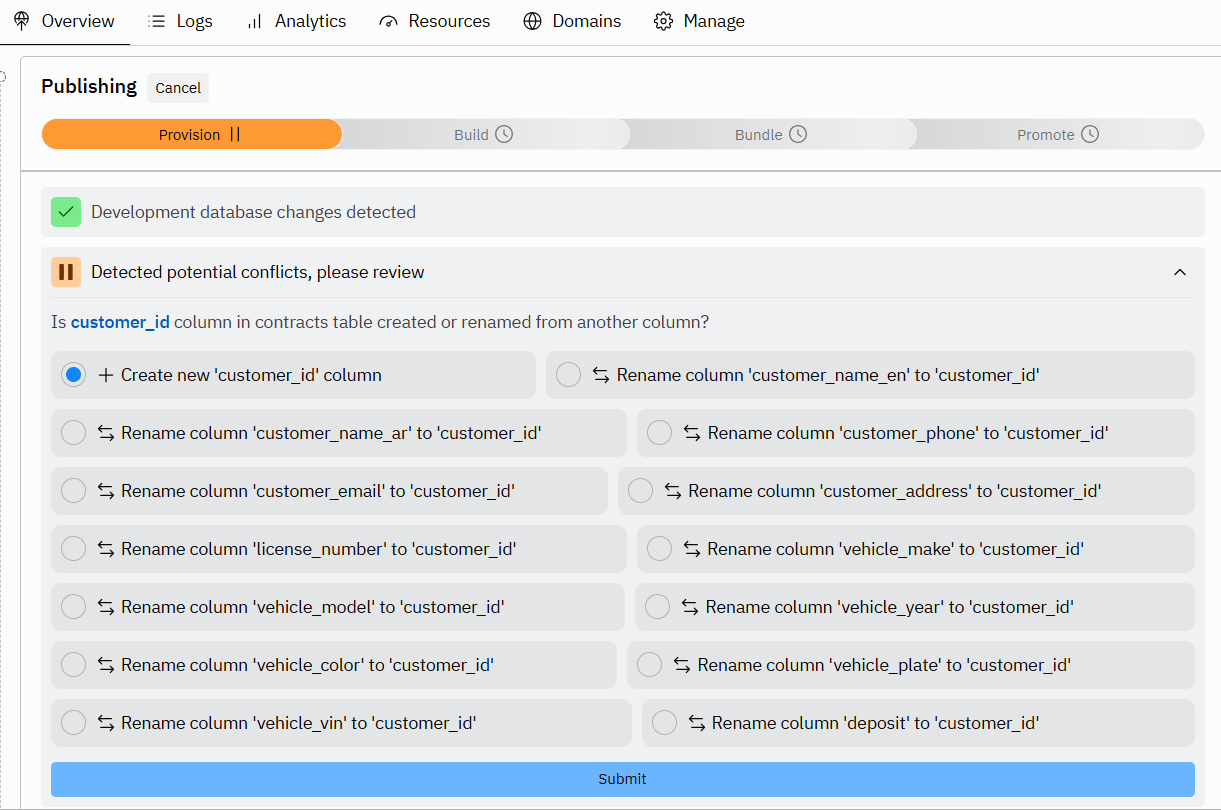 Overview Logs Analytics Resources Domains Manage
Publishing Cancel
Provision Build Bundle Promote
Development database changes detected
Detected potential conflicts, please review
Is customer_id column in contracts table created or renamed from another column?
Create new 'customer_id' column Rename column 'customer_name_en' to 'customer_id'
Rename column 'customer_name_ar' to 'customer_id' Rename column 'customer_phone' to 'customer_id'
Rename column 'customer_email' to 'customer_id' Rename column 'customer_address' to 'customer_id'
Rename column 'license_number' to 'customer_id' Rename column 'vehicle_make' to 'customer_id'
Rename column 'vehicle_model' to 'customer_id' Rename column 'vehicle_year' to 'customer_id'
Rename column 'vehicle_color' to 'customer_id' Rename column 'vehicle_plate' to 'customer_id'
Rename column 'vehicle_vin' to 'customer_id' Rename column 'deposit' to 'customer_id'
Submit